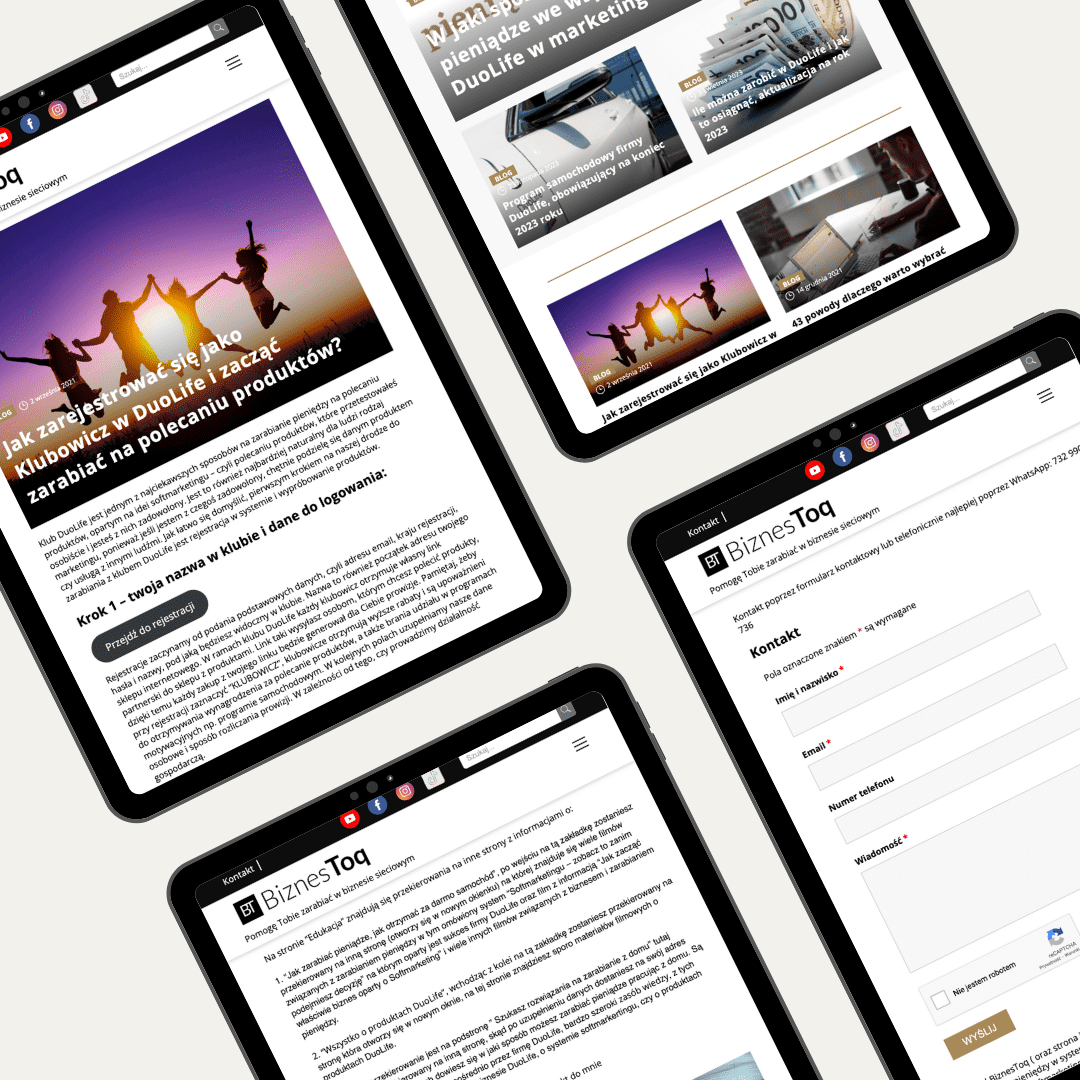 Szukaj...
oq
biznesie sieciowym
2 września 2021
Jak zarejestrować się jako
Klubowicz w DuoLife i zacząć
zarabiać na polecaniu produktów?
Klub DuoLife jest jednym z najciekawszych sposobów na zarabianie pieniędzy na polecaniu
produktów, opartym na idei softmarketingu – czyli polecaniu produktów, które przetestowałeś
osobiście i jesteś z nich zadowolony. Jest to również najbardziej naturalny dla ludzi rodzaj
marketingu, ponieważ jeśli jestem z czegoś zadowolony, chętnie podzielę się danym produktem
czy usługą z innymi ludźmi. Jak łatwo się domyślić, pierwszym krokiem na naszej drodze do
zarabiania z klubem DuoLife jest rejestracja w systemie i wypróbowanie produktów.
Krok 1 – twoja nazwa w klubie i dane do logowania:
Przejdź do rejestracji
Rejestracje zaczynamy od podania podstawowych danych, czyli adresu email, kraju rejestracji,
hasła i nazwy, pod jaką będziesz widoczny w klubie. Nazwa to również początek adresu twojego
sklepu internetowego. W ramach klubu DuoLife każdy klubowicz otrzymuje własny link
partnerski do sklepu z produktami. Link taki wysyłasz osobom, którym chcesz polecić produkty,
dzięki temu każdy zakup z twojego linku będzie generował dla Ciebie prowizje. Pamiętaj, żeby
przy rejestracji zaznaczyć "KLUBOWICZ", klubowicze otrzymują wyższe rabaty i są upoważnieni
do otrzymywania wynagrodzenia za polecanie produktów, a także brania udziału w programach
motywacyjnych np. programie samochodowym. W kolejnych polach uzupełniamy nasze dane
osobowe i sposób rozliczania prowizji. W zależności od tego, czy prowadzimy działalność
gospodarczą.
W jaki
pieniądze we
DuoLife w marketing
BLOG
2023
Program samochodowy firmy
DuoLife, obowiązujący na koniec
2023 roku
BLOG
kwietnia 2023
Ile można zarobić w DuoLife i jak
to osiągnąć, aktualizacja na rok
2023
BLOG
2 września 2021
Jak zarejestrować się jako Klubowicz w
BLOG
14 grudnia 2021
43 powody dlaczego warto wybrać
Kontakt
Szukaj...
BT BiznesToq
Pomogę Tobie zarabiać w biznesie sieciowym
Na stronie "Edukacja" znajdują się przekierowania na inne strony z informacjami o:
1. "Jak zarabiać pieniądze, jak otrzymać za darmo samochód", po wejściu na tą zakładkę zostaniesz
przekierowany na inną stronę (otworzy się w nowym okienku) na której znajduje się wiele filmów
związanych z zarabianiem pieniędzy w tym omówiony system "Softmarketingu – zobacz to zanim
podejmiesz decyzję" na którym oparty jest sukces firmy DuoLife oraz film z informacją "Jak zacząć
właściwie biznes oparty o Softmarketing" i wiele innych filmów związanych z biznesem i zarabianiem
pieniędzy.
2. "Wszystko o produktach DuoLife", wchodząc z kolei na tą zakładkę zostaniesz przekierowany na
stronę która otworzy się w nowym oknie, na tej stronie znajdziesz sporo materiałów filmowych o
produktach DuoLife.
przekierowanie jest na podstronę " Szukasz rozwiązania na zarabianie z domu" tutaj
na inną stronę, skąd po uzupełnieniu danych dostaniesz na swój adres
dowiesz się w jaki sposób możesz zarabiać pieniądze pracując z domu. Są
przez firmę DuoLife, bardzo szeroki zasób wiedzy, z tych
biznesie DuoLife, o systemie softmarketingu, czy o produktach
do mnie
Kontakt
Szukaj...
BT BiznesToq
Pomogę Tobie zarabiać w biznesie sieciowym
Kontakt poprzez formularz kontaktowy lub telefonicznie najlepiej poprzez WhatsApp: 732 990
736
Kontakt
Pola oznaczone znakiem * są wymagane
Imię i nazwisko *
Email *
Numer telefonu
Wiadomość *
Nie jestem robotem
reCAPTCHA
Prywatność
WYŚLIJ
BiznesToq ( oraz strona
pieniędzy w